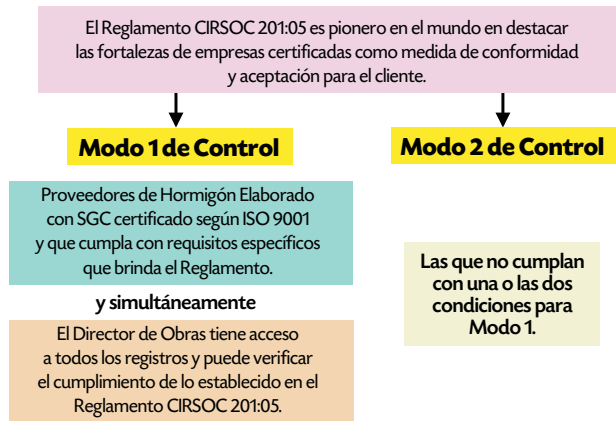 El Reglamento CIRSOC 201:05 es pionero en el mundo en destacar
las fortalezas de empresas certificadas como medida de conformidad
y aceptación para el cliente.
Modo 1 de Control
Proveedores de Hormigón Elaborado
con SGC certificado según ISO 9001
y que cumpla con requisitos específicos
que brinda el Reglamento.
y simultáneamente
El Director de Obras tiene acceso
a todos los registros y puede verificar
el cumplimiento de lo establecido en el
Reglamento CIRSOC 201:05.
Modo 2 de Control
Las que no cumplan
con una o las dos
condiciones para
Modo 1.